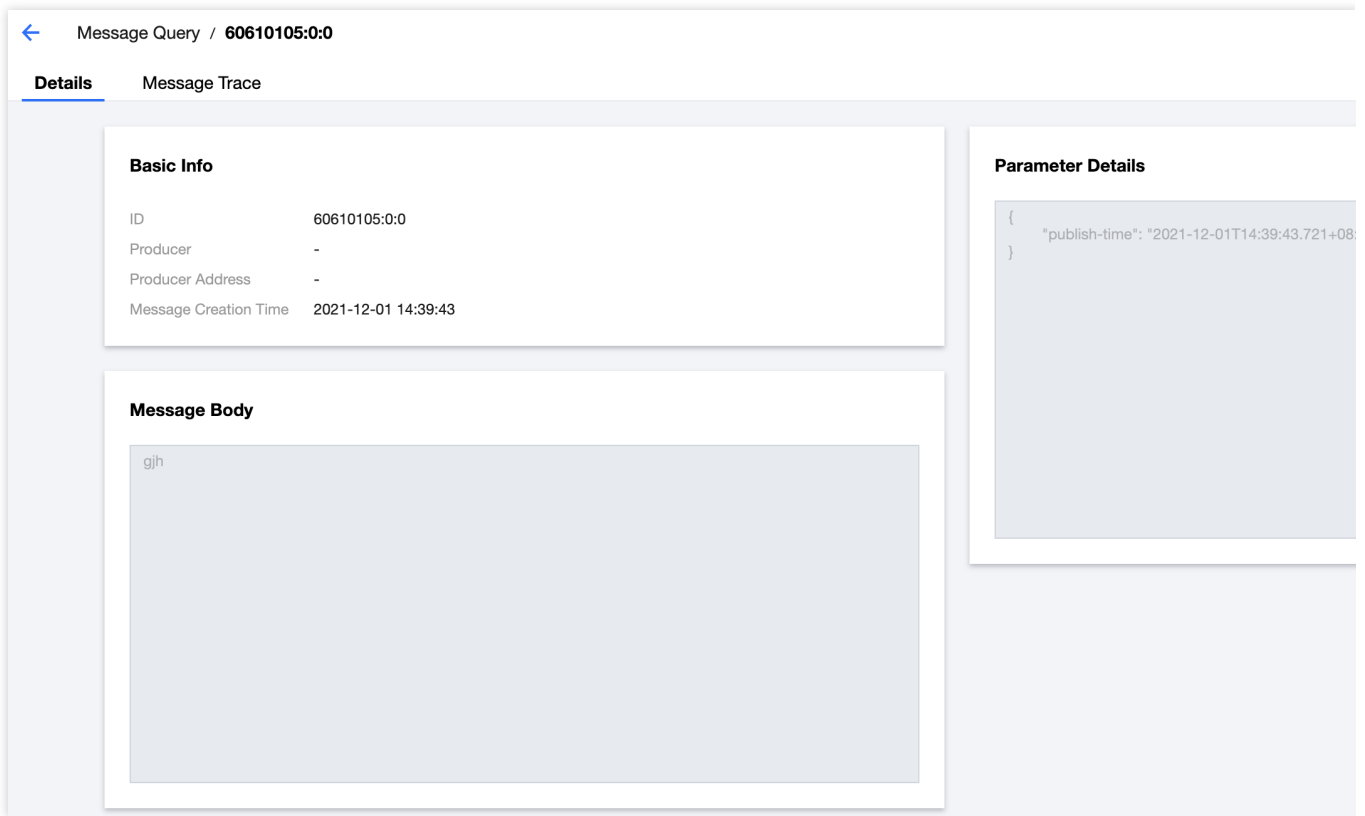 Message Query / 60610105:0:0
Details Message Trace
Basic Info
ID 60610105:0:0
Producer -
Producer Address -
Message Creation Time 2021-12-01 14:39:43
Message Body
gjh
Parameter Details
{
"publish-time": "2021-12-01T14:39:43.721+08:
}